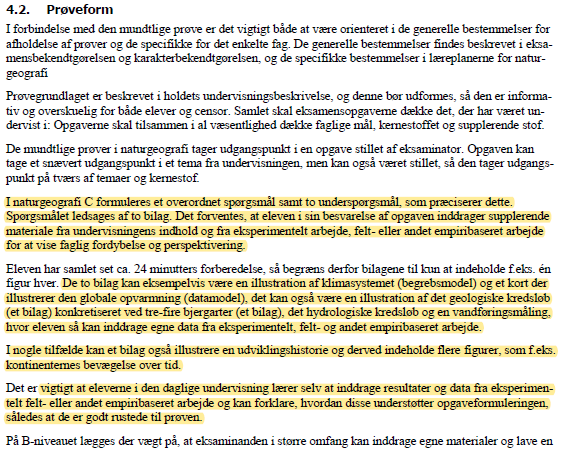 4.2. Prøveform
I forbindelse med den mundtlige prøve er det vigtigt både at være orienteret i de generelle bestemmelser for
afholdelse af prøver og de specifikke for det enkelte fag. De generelle bestemmelser findes beskrevet i eksa-
mensbekendtgørelsen og karakterbekendtgørelsen, og de specifikke bestemmelser i læreplanerne for natur-
geografi
Prøvegrundlaget er beskrevet i holdets undervisningsbeskrivelse, og denne bør udformes, så den er informa-
tiv og overskuelig for både elever og censor. Samlet skal eksamensopgaverne dække det, der har været un-
dervist i: Opgaverne skal tilsammen i al væsentlighed dække faglige mål, kernestoffet og supplerende stof.
De mundtlige prøver i naturgeografi tager udgangspunkt i en opgave stillet af eksaminator. Opgaven kan
tage et snævert udgangspunkt i et tema fra undervisningen, men kan også været stillet, så den tager udgangs-
punkt på tværs af temaer og kernestof.
I naturgeografi C formuleres et overordnet spørgsmål samt to underspørgsmål, som præciserer dette.
Spørgsmålet ledsages af to bilag. Det forventes, at eleven i sin besvarelse af opgaven inddrager supplerende
materiale fra undervisningens indhold og fra eksperimentelt arbejde, felt- eller andet empiribaseret arbejde
for at vise faglig fordybelse og perspektivering.
Eleven har samlet set ca. 24 minutters forberedelse, så begræns derfor bilagene til kun at indeholde f.eks. én
figur hver. De to bilag kan eksempelvis være en illustration af klimasystemet (begrebsmodel) og et kort der
illustrerer den globale opvarmning (datamodel), det kan også være en illustration af det geologiske kredsløb
(et bilag) konkretiseret ved tre-fire bjergarter (et bilag), det hydrologiske kredsløb og en vandføringsmåling,
hvor eleven så kan inddrage egne data fra eksperimentelt, felt- og andet empiribaseret arbejde.
I nogle tilfælde kan et bilag også illustrere en udviklingshistorie og derved indeholde flere figurer, som f.eks.
kontinenternes bevægelse over tid.
Det er vigtigt at eleverne i den daglige undervisning lærer selv at inddrage resultater og data fra eksperimen-
telt felt- eller andet empiribaseret arbejde og kan forklare, hvordan disse understøtter opgaveformuleringen,
således at de er godt rustede til prøven.
På B-niveauet lægges der vægt på, at eksaminanden i større omfang kan inddrage egne materialer og lave en